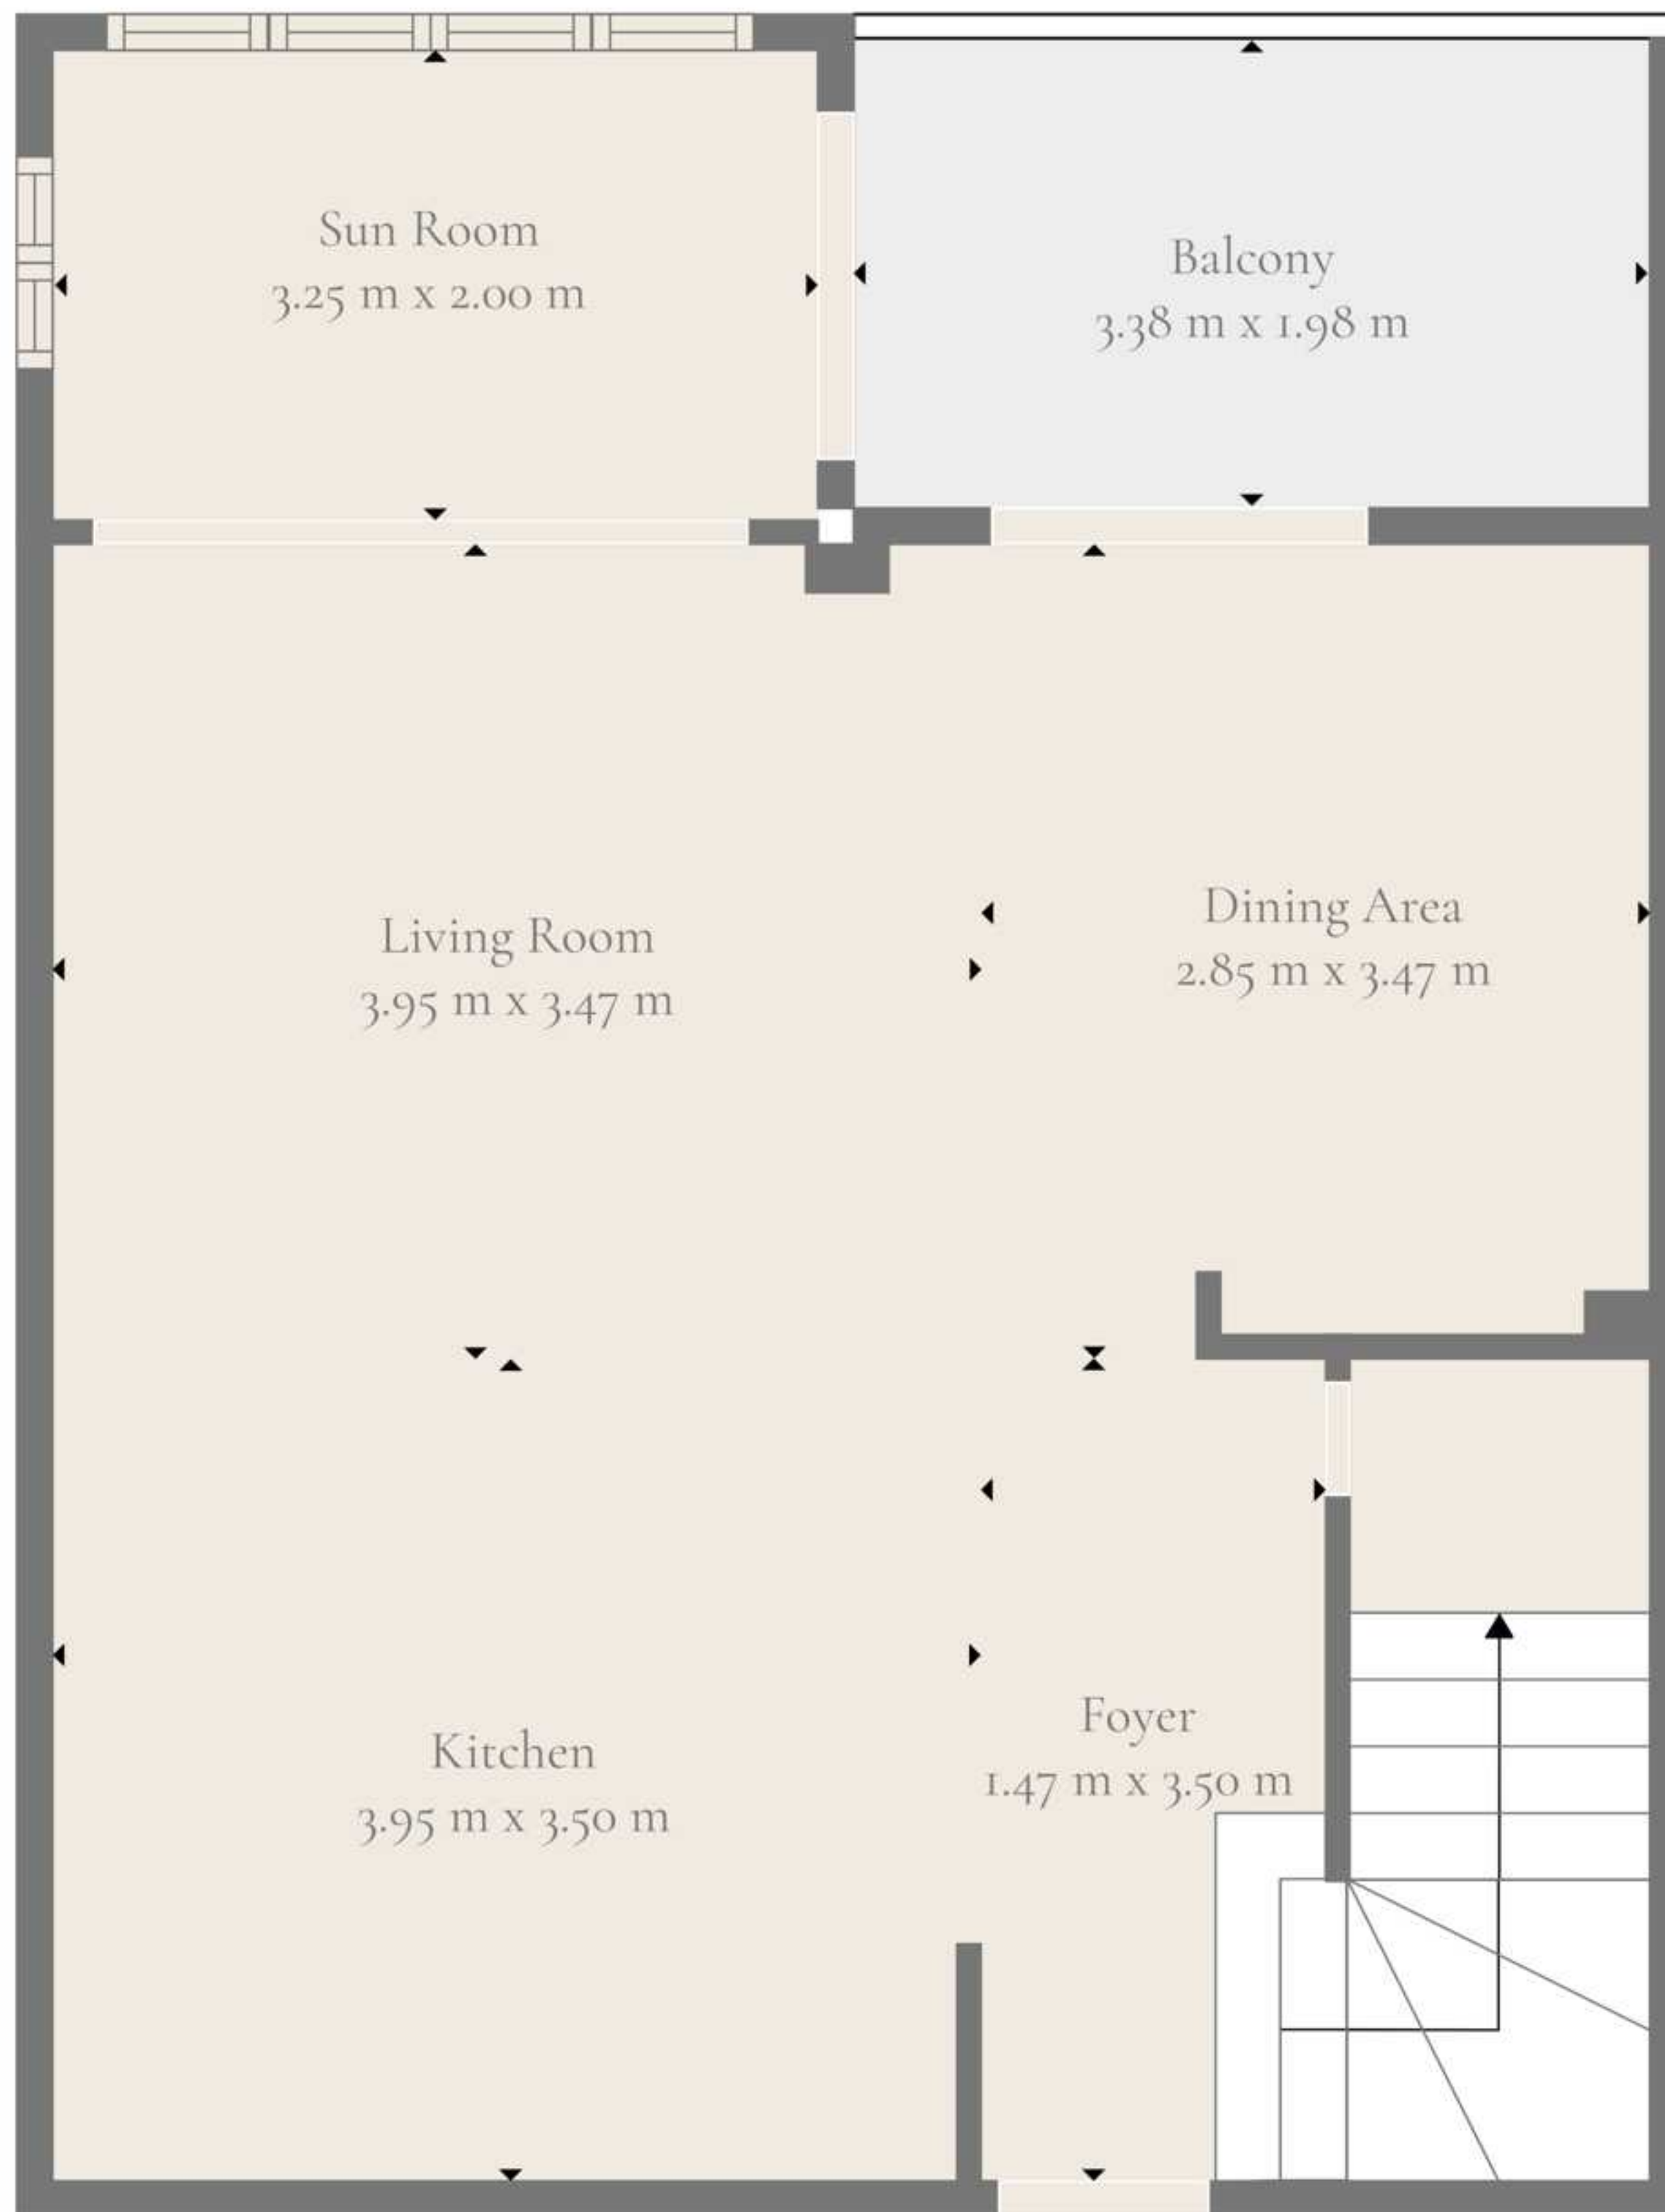 Sun Room
3.25 m x 2.00 m
Balcony
3.38 m x 1.98 m
Living Room
3.95 m x 3.47 m
Dining Area
2.85 m x 3.47 m
Kitchen
3.95 m x 3.50 m
Foyer
1.47 m x 3.50 m